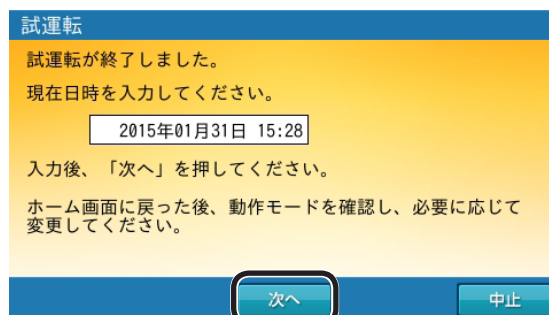 試運転
試運転が終了しました。
現在日時を入力してください。
2015年01月31日 15:28
入力後、「次へ」を押してください。
ホーム画面に戻った後、動作モードを確認し、必要に応じて
変更してください。
次へ
中止